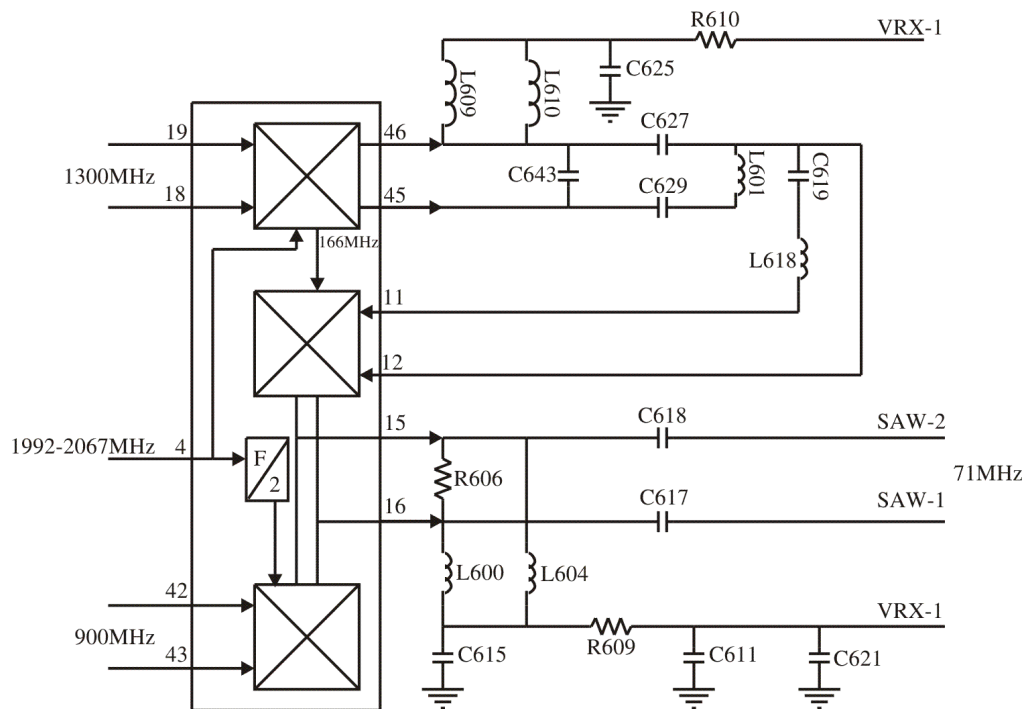 R610
VRX-1
L609
L610
C625
19
46
C627
1300MHz
C643
L601
C619
18
45
C629
166MHz
L618
11
12
15
C618
SAW-2
1992-2067MHz
4
F
2
R606
71MHz
16
C617
SAW-1
L600
L604
42
VRX-1
900MHz
43
C615
R609
C611
C621